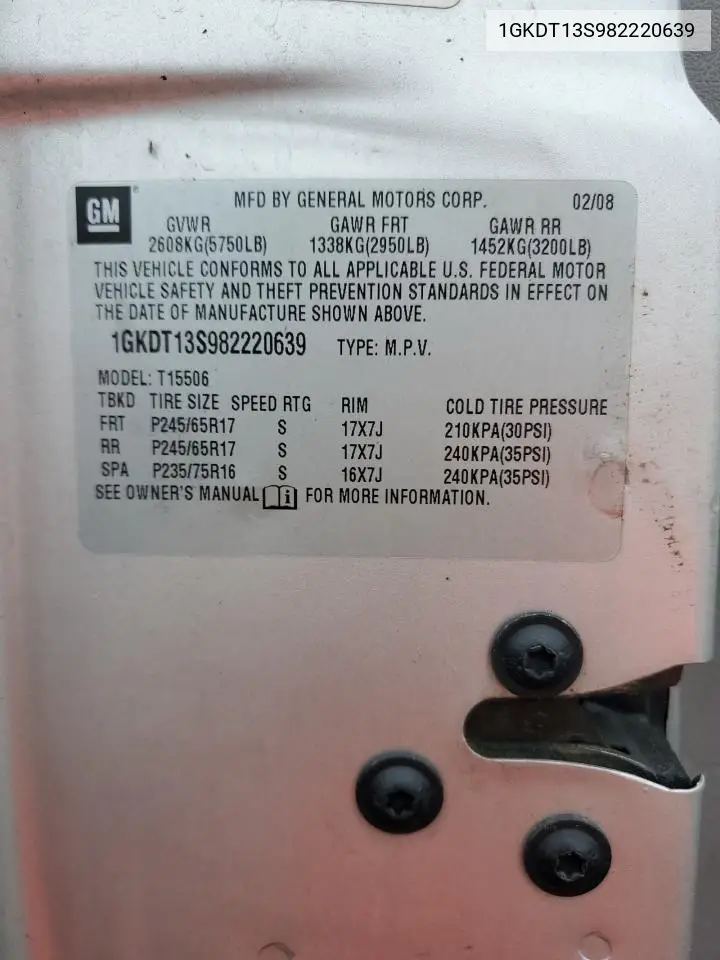 1GKDT13S982220639
GM
®
MFD BY GENERAL MOTORS CORP. 02/08
GVWR GAWR FRT GAWR RR
2608KG(5750LB) 1338KG(2950LB) 1452KG(3200LB)
THIS VEHICLE CONFORMS TO ALL APPLICABLE U.S. FEDERAL MOTOR
VEHICLE SAFETY AND THEFT PREVENTION STANDARDS IN EFFECT ON
THE DATE OF MANUFACTURE SHOWN ABOVE.
1GKDT13S982220639 TYPE: M.P.V.
MODEL: T15506
TBKD TIRE SIZE SPEED RTG RIM COLD TIRE PRESSURE
FRT P245/65R17 S 17X7J 210KPA(30PSI)
RR P245/65R17 S 17X7J 240KPA(35PSI)
SPA P235/75R16 S 16X7J 240KPA(35PSI)
SEE OWNER'S MANUAL i FOR MORE INFORMATION.